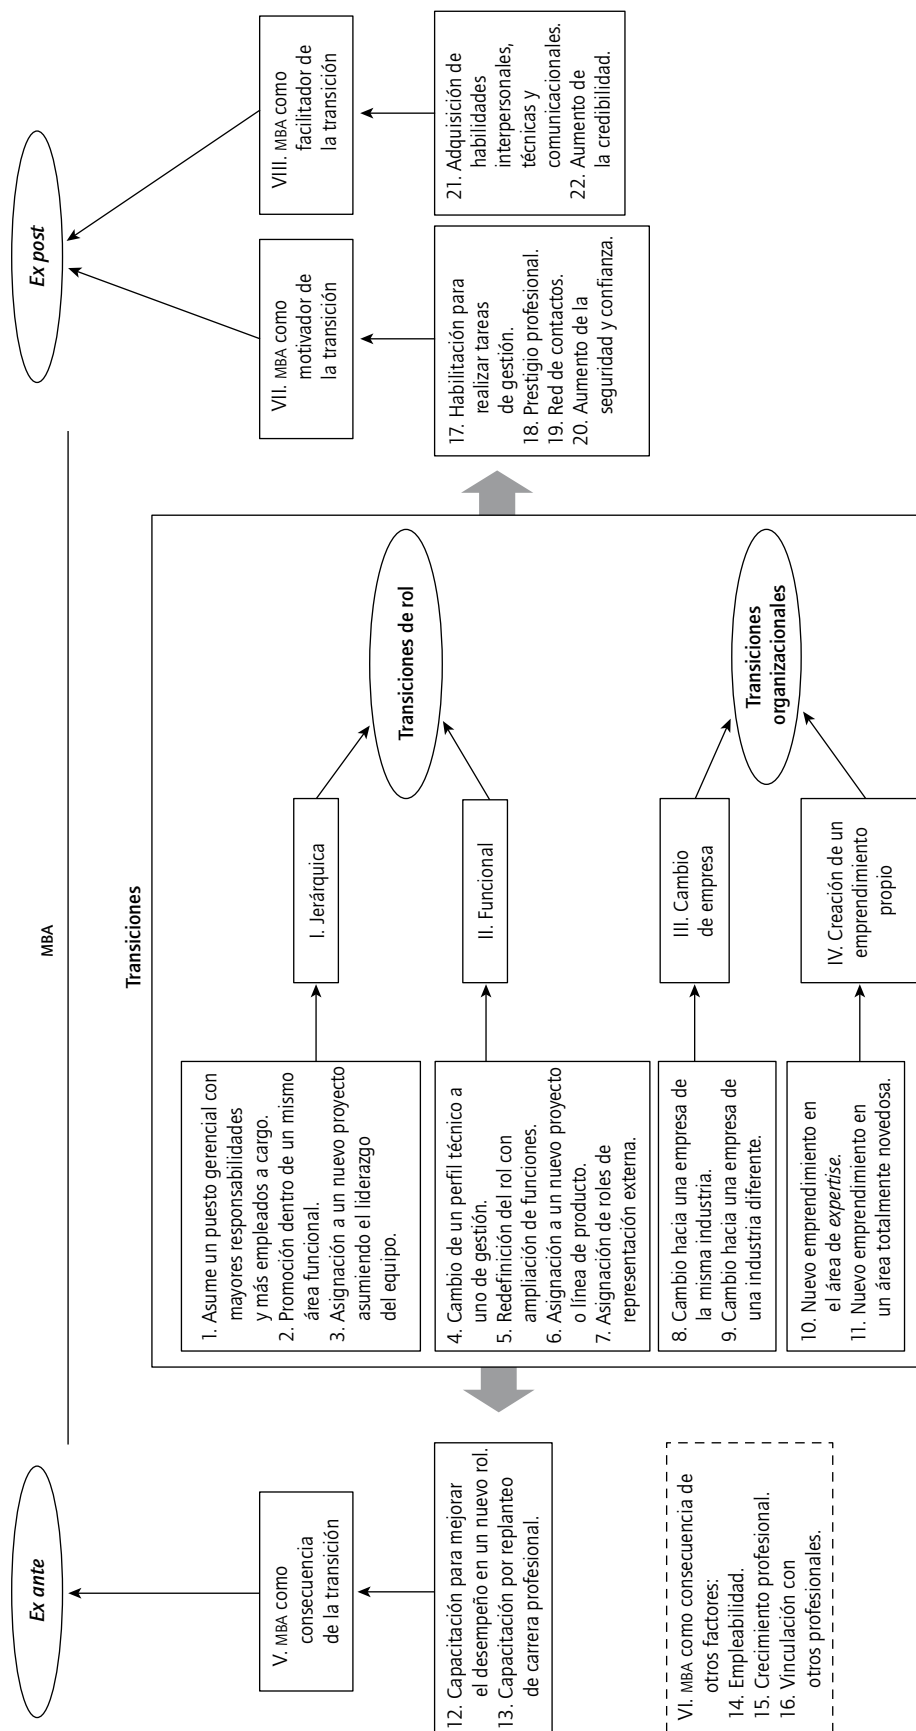 MBA
Ex ante
V. MBA como
consecuencia
de la transición
12. Capacitación para mejorar
el desempeño en un nuevo rol.
13. Capacitación por replanteo
de carrera profesional.
VI. MBA como consecuencia de
otros factores:
14. Empleabilidad.
15. Crecimiento profesional.
16. Vinculación con
otros profesionales.
Transiciones
1. Asume un puesto gerencial con
mayores responsabilidades
y más empleados a cargo.
2. Promoción dentro de un mismo
área funcional.
3. Asignación a un nuevo proyecto
asumiendo el liderazgo
del equipo.
I. Jerárquica
4. Cambio de un perfil técnico a
uno de gestión.
5. Redefinición del rol con
ampliación de funciones.
6. Asignación a un nuevo proyecto
o línea de producto.
7. Asignación de roles de
representación externa.
II. Funcional
Transiciones de rol
8. Cambio hacia una empresa de
la misma industria.
9. Cambio hacia una empresa de
una industria diferente.
III. Cambio
de empresa
10. Nuevo emprendimiento en
el área de expertise.
11. Nuevo emprendimiento en
un área totalmente novedosa.
IV. Creación de un
emprendimiento
propio
Transiciones
organizacionales
Ex post
VII. MBA como
motivador de
la transición
17. Habilitación para
realizar tareas
de gestión.
18. Prestigio profesional.
19. Red de contactos.
20. Aumento de la
seguridad y confianza.
VIII. MBA como
facilitador de
la transición
21. Adquisición de
habilidades
interpersonales,
técnicas y
comunicacionales.
22. Aumento de
la credibilidad.